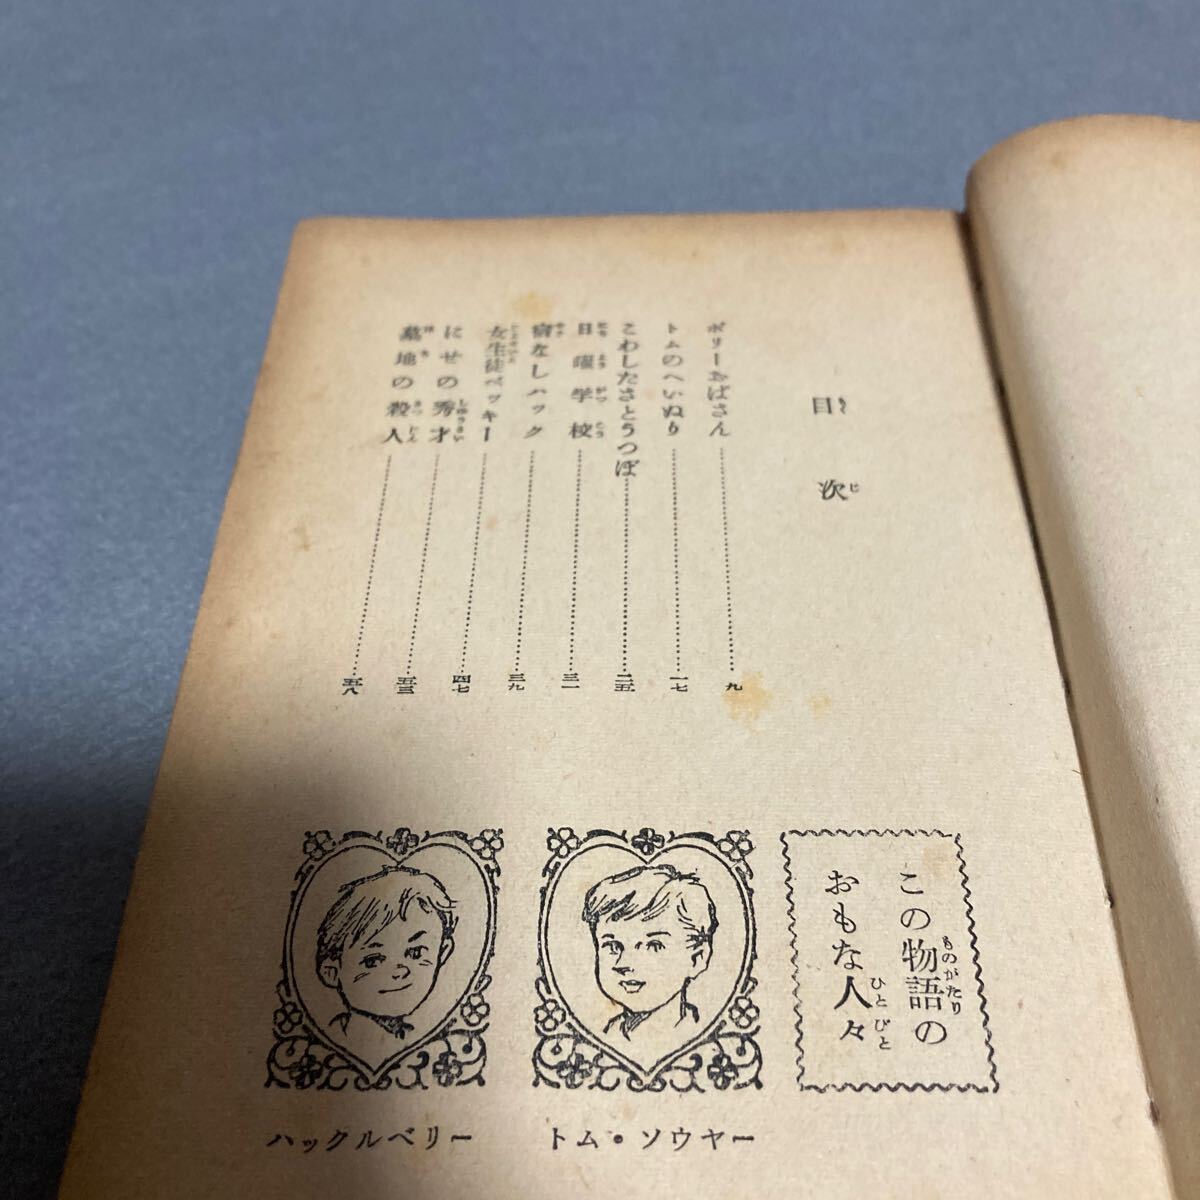 目次
ポリーおばさん……九
トムのへいぬり……一七
こわしたさとうつぼ……二五
日曜学校……三一
宿なしハック……三九
女生徒ベッキー……四七
にせの秀才……五三
墓地の殺人……五八
この物語の
おもな人々
トム・ソウヤー
ハックルベリー